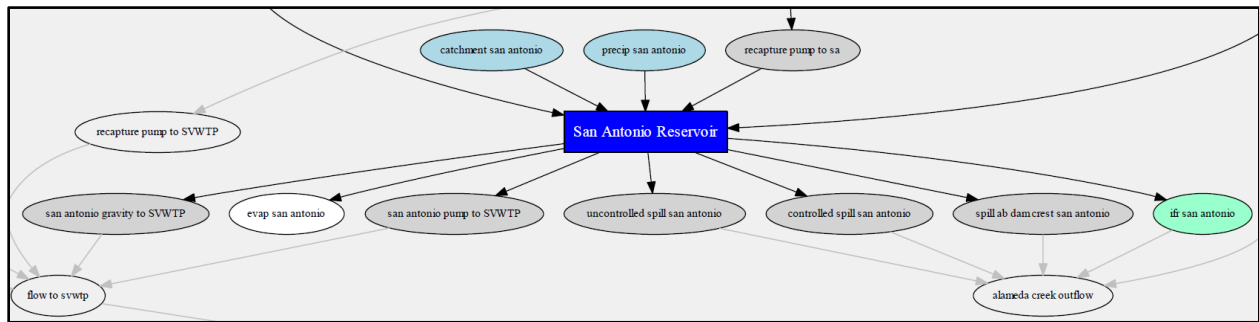 catchment san antonio
precip san antonio
recapture pump to sa
recapture pump to SVWTP
San Antonio Reservoir
san antonio gravity to SVWTP
evap san antonio
san antonio pump to SVWTP
uncontrolled spill san antonio
controlled spill san antonio
spill ab dam crest san antonio
ifr san antonio
flow to svwtp
alameda creek outflow